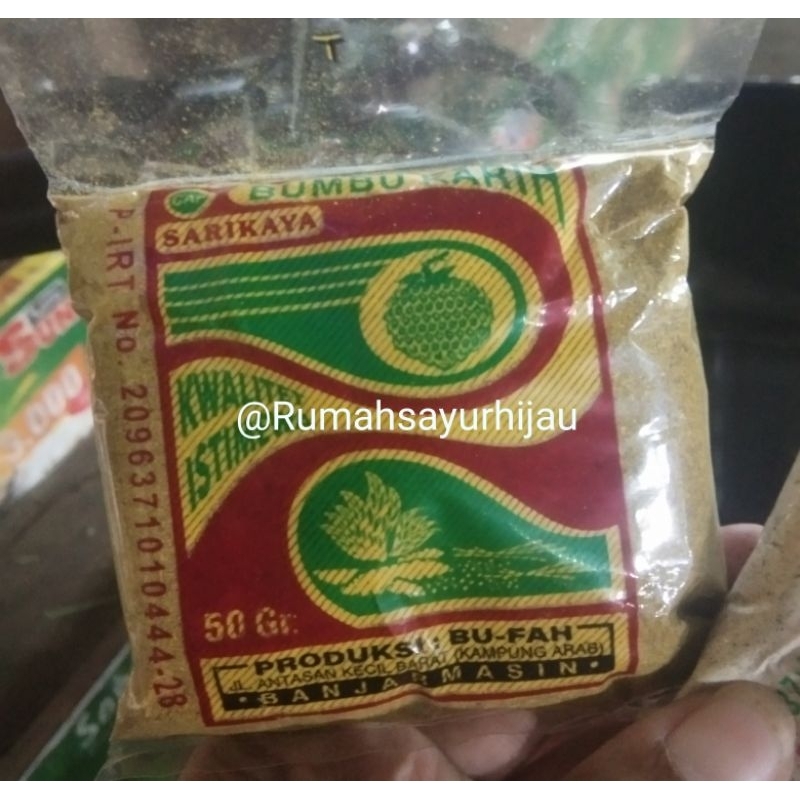 CAP
BUMBU KARIH
SARIKAYA
P-IRT No. 2096371010444-28
KWALITET
@Rumahsayurhijau
50 Gr.
PRODUKSI : BU-FAH
JL. ANTASAN KECIL BARAT (KAMPUNG ARAB)
• BANJARMASIN •